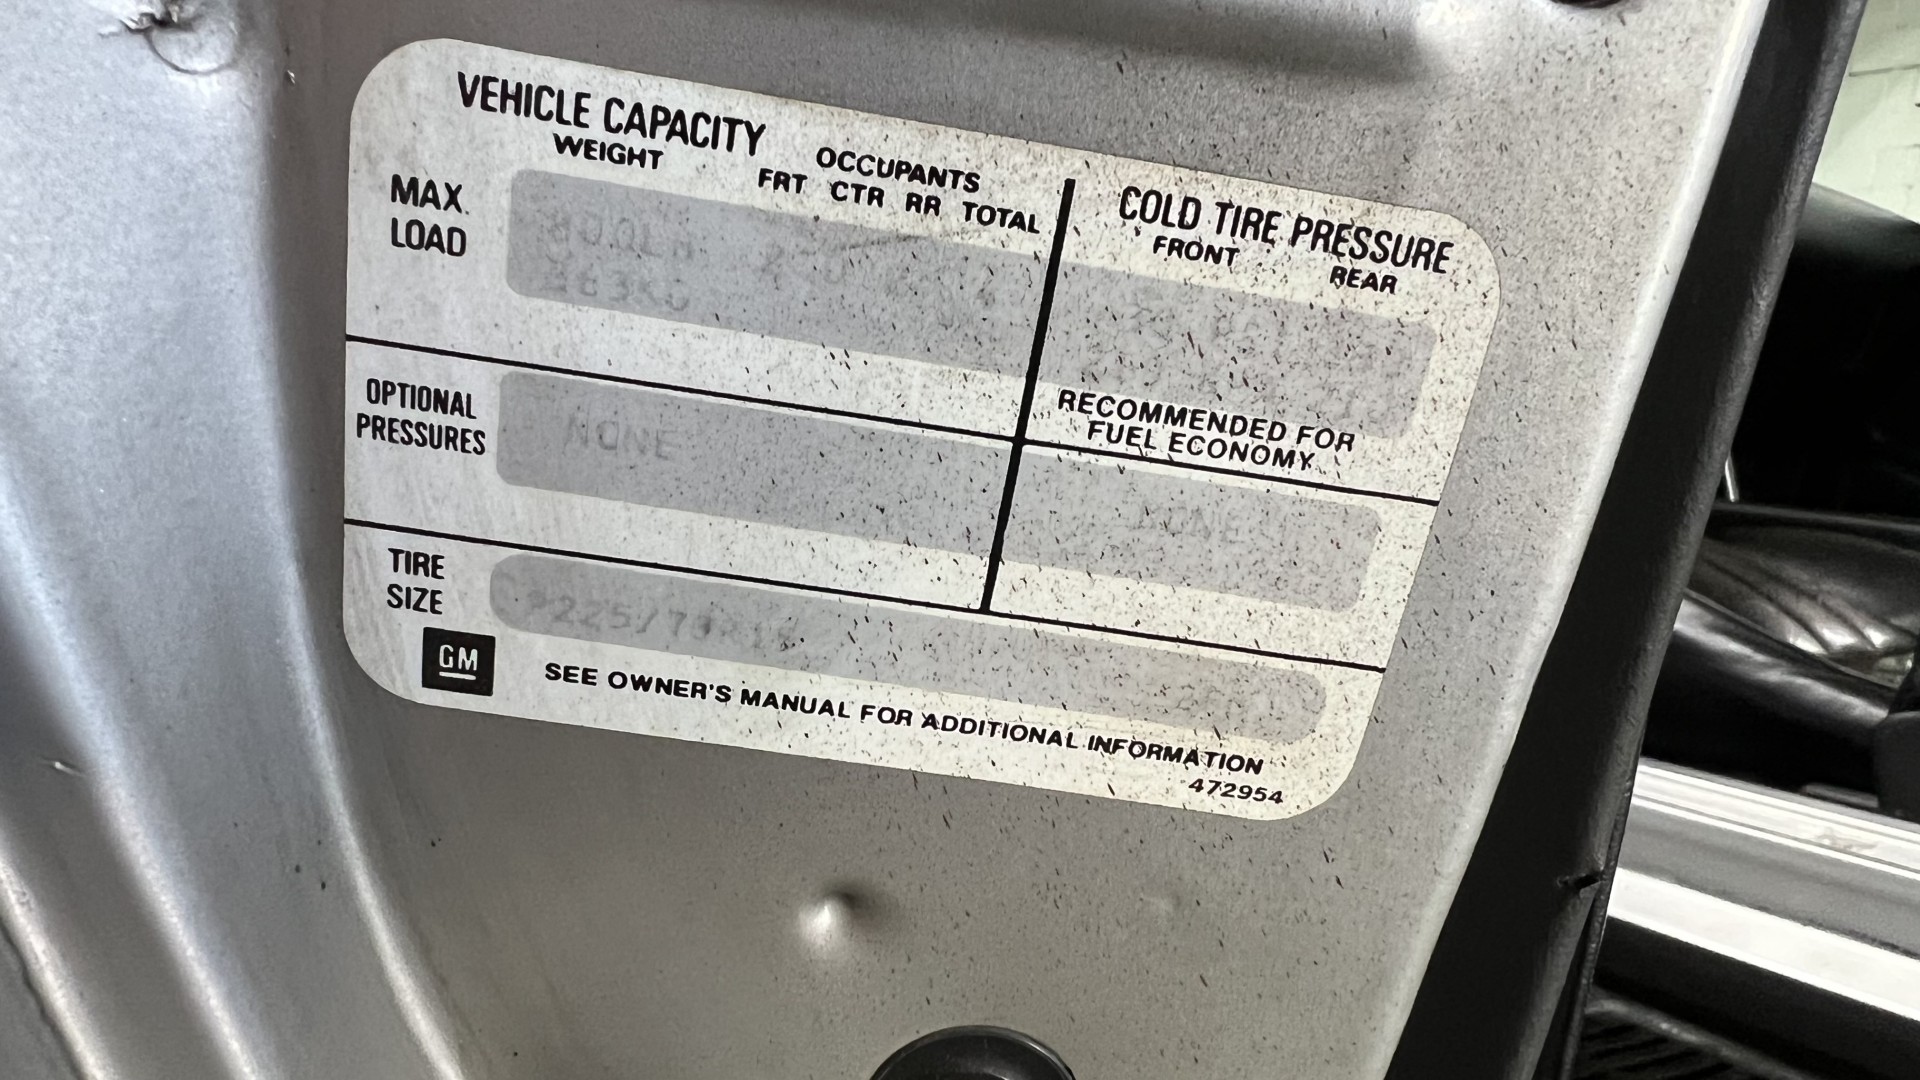 VEHICLE CAPACITY
WEIGHT OCCUPANTS
FRT CTR RR TOTAL
MAX.
LOAD
COLD TIRE PRESSURE
FRONT REAR
OPTIONAL
PRESSURES
NONE
RECOMMENDED FOR
FUEL ECONOMY
NONE
TIRE
SIZE
GM
SEE OWNER'S MANUAL FOR ADDITIONAL INFORMATION
472954